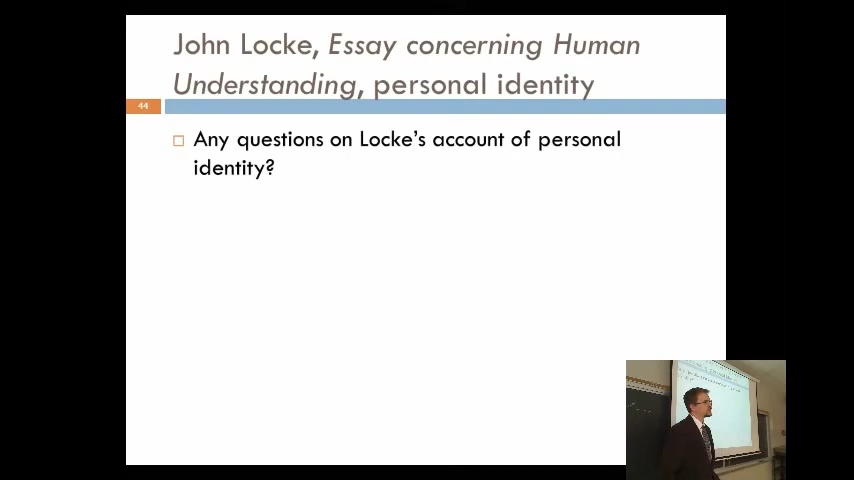 John Locke, Essay concerning Human
Understanding, personal identity
44
Any questions on Locke's account of personal
identity?